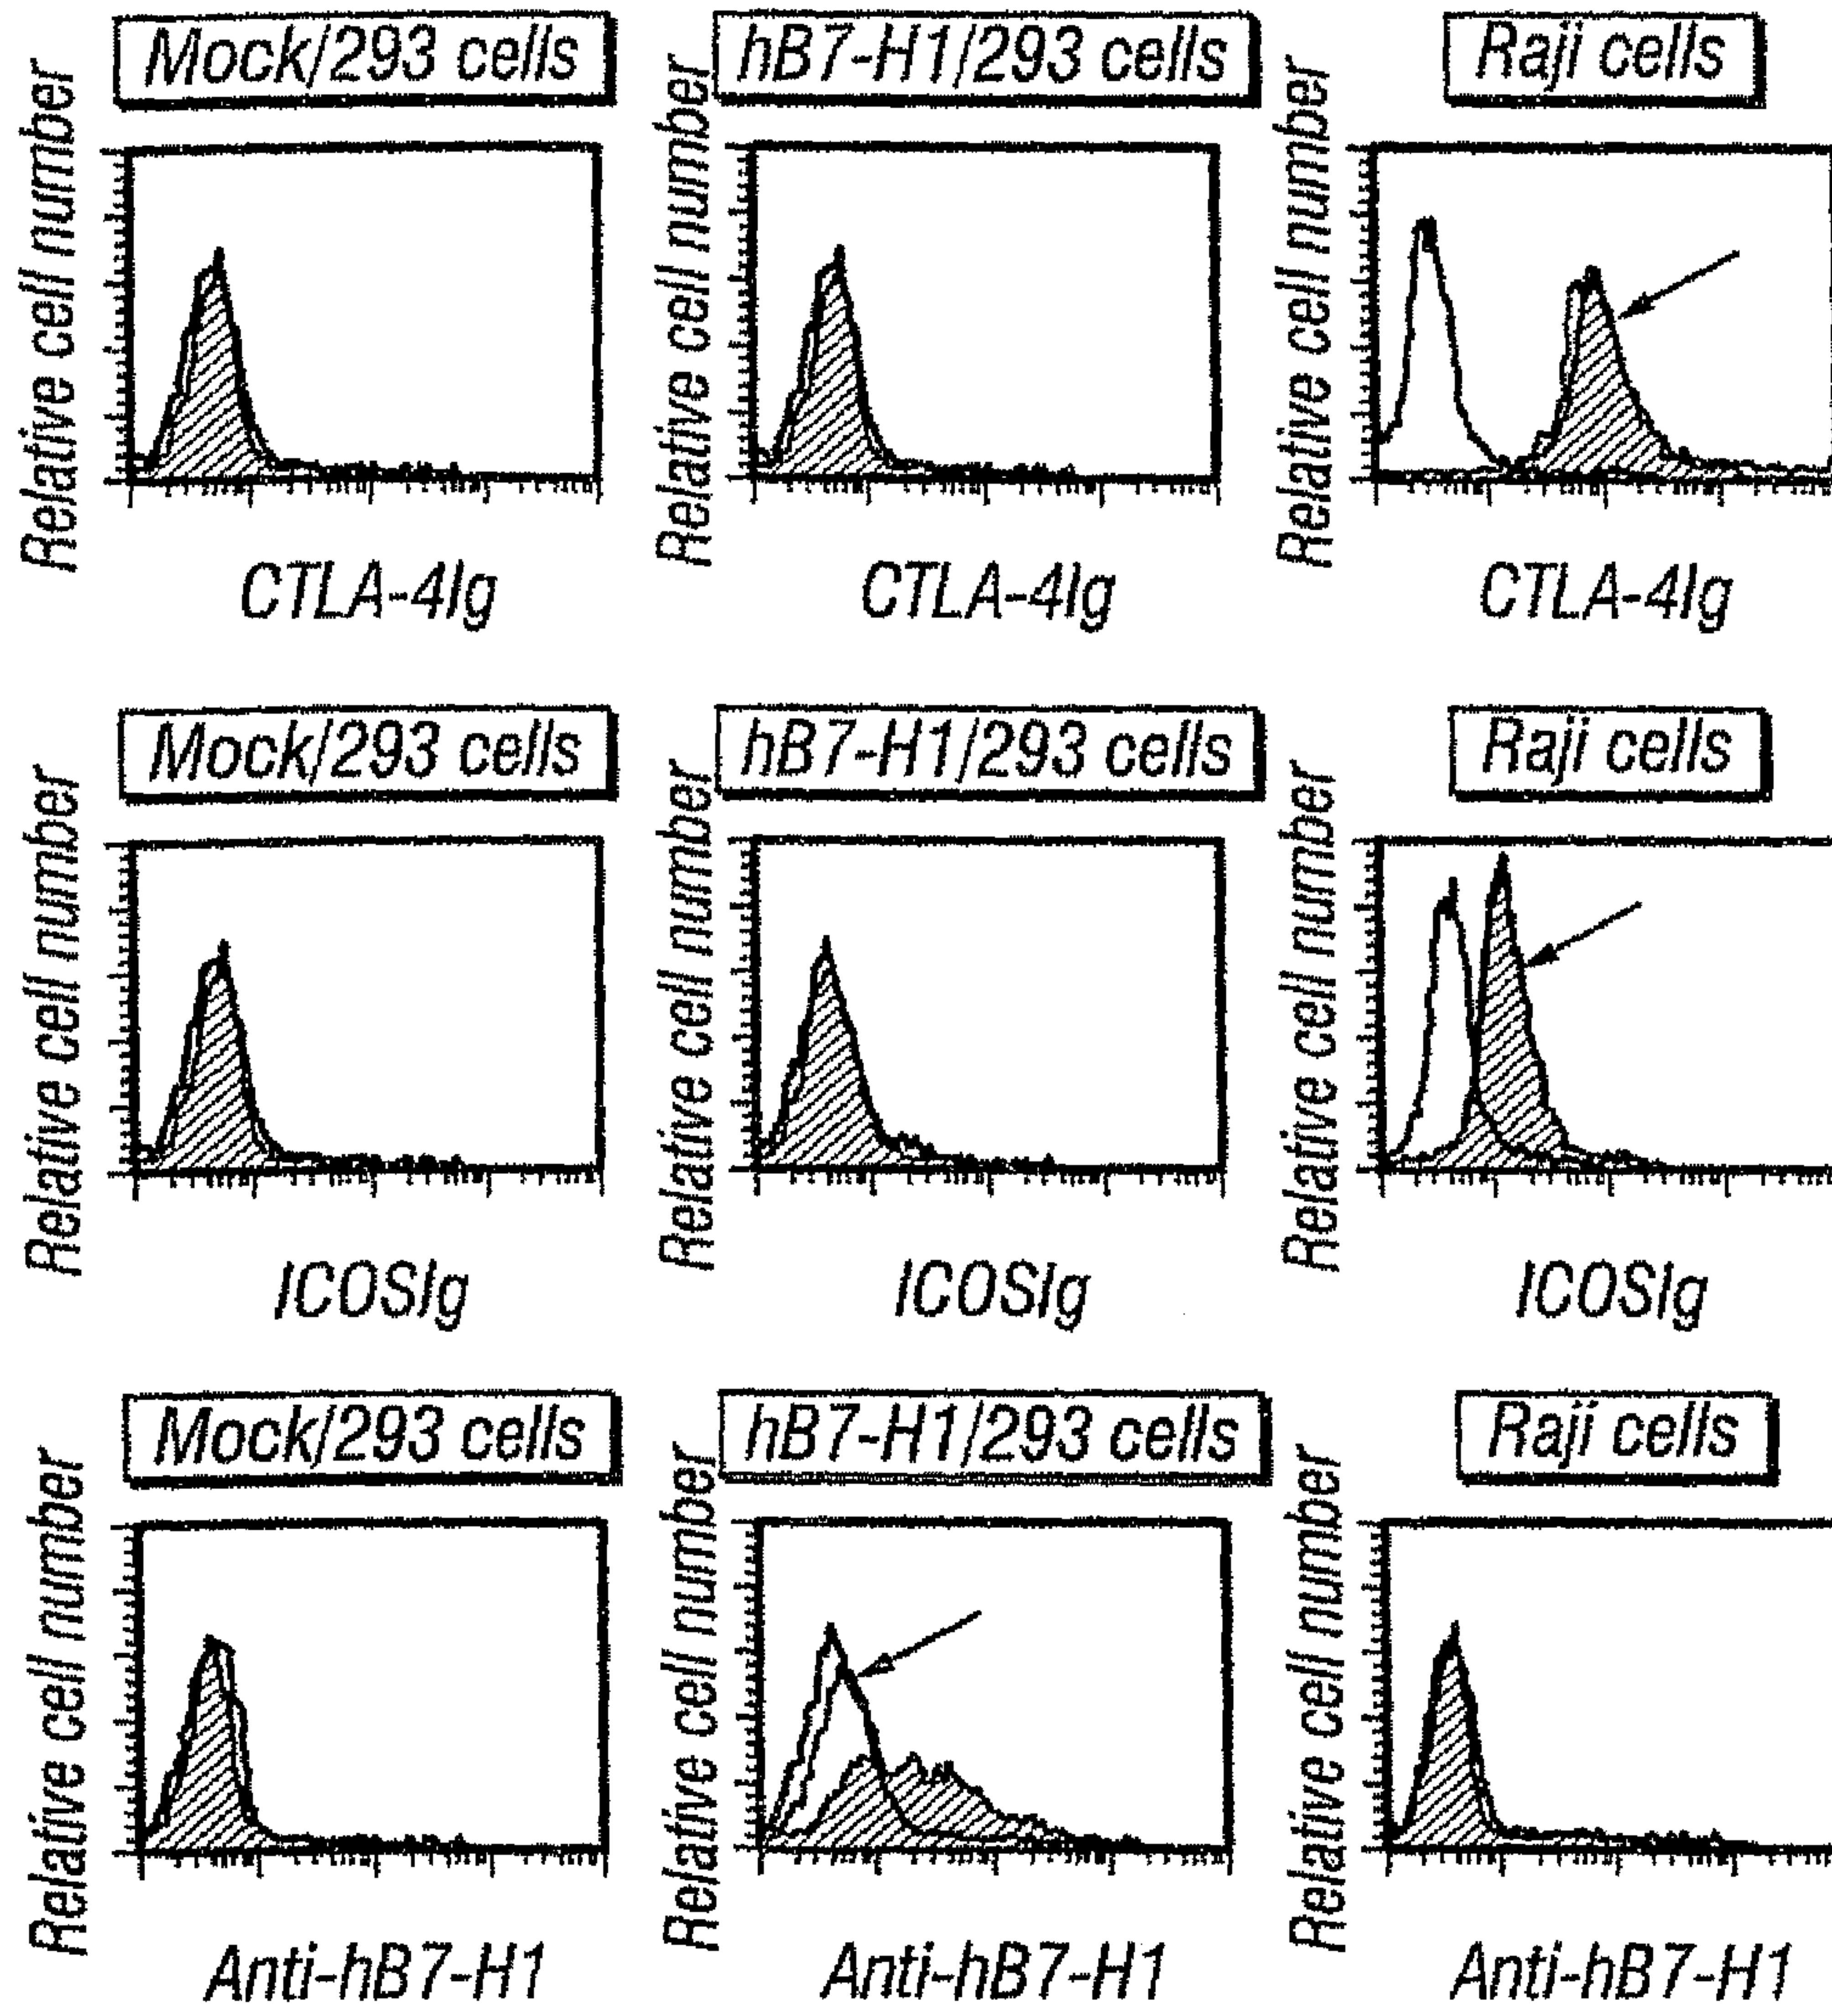 Mock/293 cells
hB7-H1/293 cells
Raji cells
Relative cell number
Relative cell number
Relative cell number
CTLA-4Ig
CTLA-4Ig
CTLA-4Ig
Mock/293 cells
hB7-H1/293 cells
Raji cells
Relative cell number
Relative cell number
Relative cell number
ICOSIg
ICOSIg
ICOSIg
Mock/293 cells
hB7-H1/293 cells
Raji cells
Relative cell number
Relative cell number
Relative cell number
Anti-hB7-H1
Anti-hB7-H1
Anti-hB7-H1